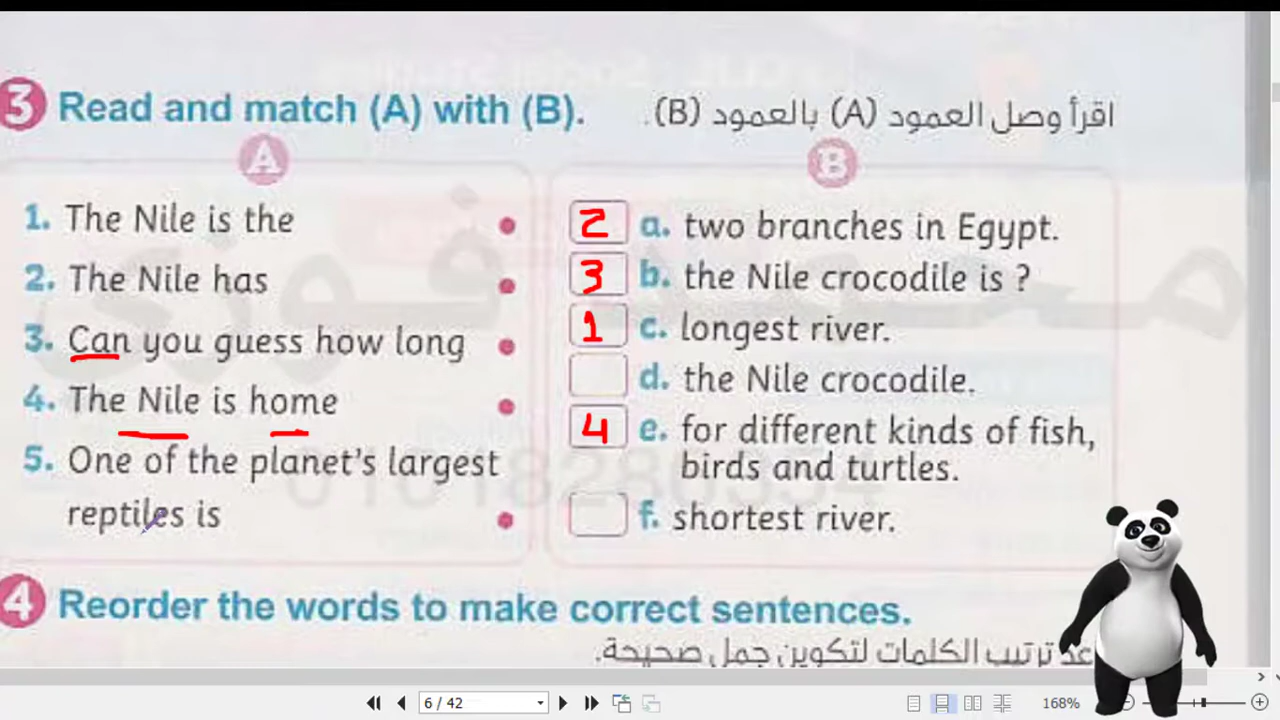 3 Read and match (A) with (B). اقرأ وصل العمود (A) بالعمود (B).
A
B
1. The Nile is the
2. The Nile has
3. Can you guess how long
4. The Nile is home
5. One of the planet's largest
reptiles is
2 a. two branches in Egypt.
3 b. the Nile crocodile is ?
1 c. longest river.
d. the Nile crocodile.
4 e. for different kinds of fish,
birds and turtles.
f. shortest river.
4 Reorder the words to make correct sentences.
عد ترتيب الكلمات لتكوين جمل صحيحة.
6 / 42
168%